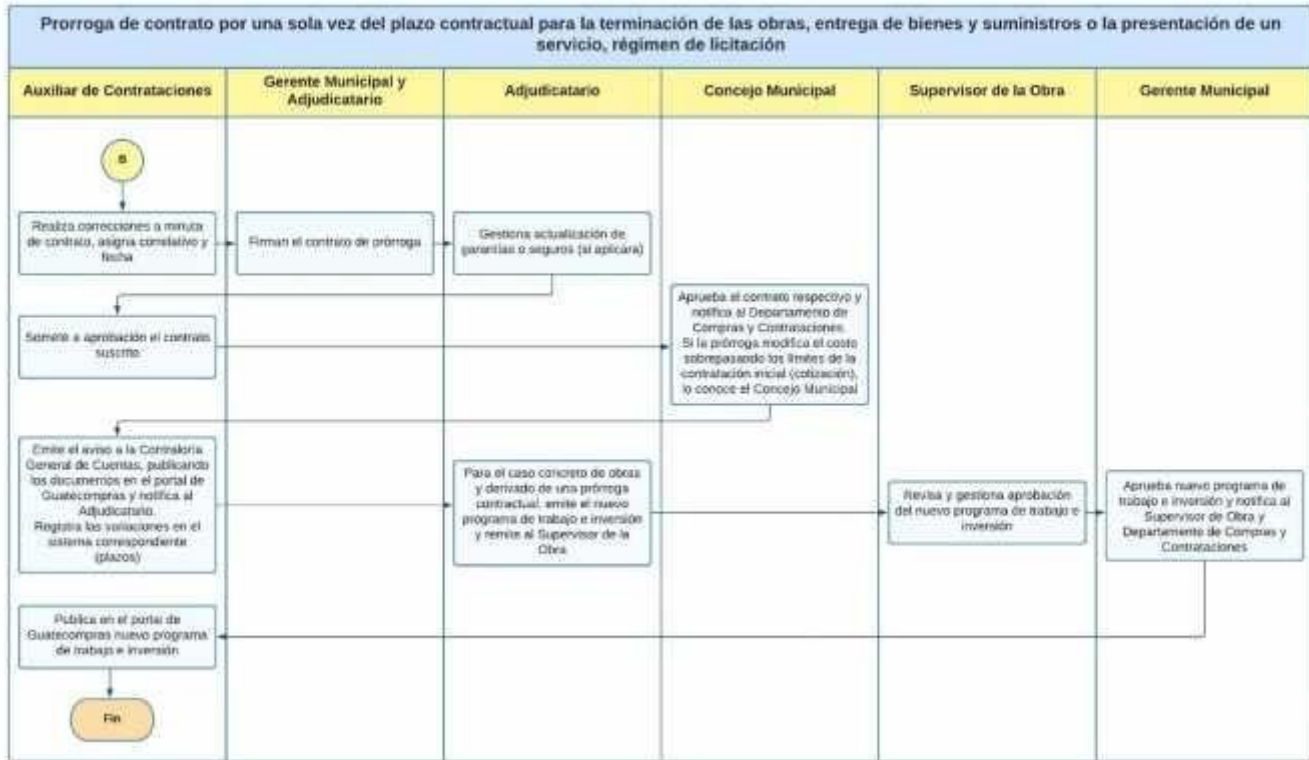 Prorroga de contrato por una sola vez del plazo contractual para la terminación de las obras, entrega de bienes y suministros o la presentación de un
servicio, régimen de licitación
Auxiliar de Contrataciones
Gerente Municipal y
Adjudicatario
Adjudicatario
Concejo Municipal
Supervisor de la Obra
Gerente Municipal
B
Realiza correcciones a minuta
de contrato, asigna correlativo y
fecha
Firman el contrato de prórroga
Gestiona actualización de
garantías o seguros (si aplicara)
Somete a aprobación el contrato
suscrito
Aprueba el contrato respectivo y
notifica al Departamento de
Compras y Contrataciones.
Si la prórroga modifica el costo
sobrepasando los límites de la
contratación inicial (cotización),
lo conoce el Concejo Municipal
Emite el aviso a la Contraloría
General de Cuentas, publicando
los documentos en el portal de
Guatecompras y notifica al
Adjudicatario.
Registra las variaciones en el
sistema correspondiente
(plazos)
Para el caso concreto de obras
y derivado de una prórroga
contractual, emite el nuevo
programa de trabajo e inversión
y remite al Supervisor de la
Obra
Revisa y gestiona aprobación
del nuevo programa de trabajo e
inversión
Aprueba nuevo programa de
trabajo e inversión y notifica al
Supervisor de Obra y
Departamento de Compras y
Contrataciones
Publica en el portal de
Guatecompras nuevo programa
de trabajo e inversión
Fin